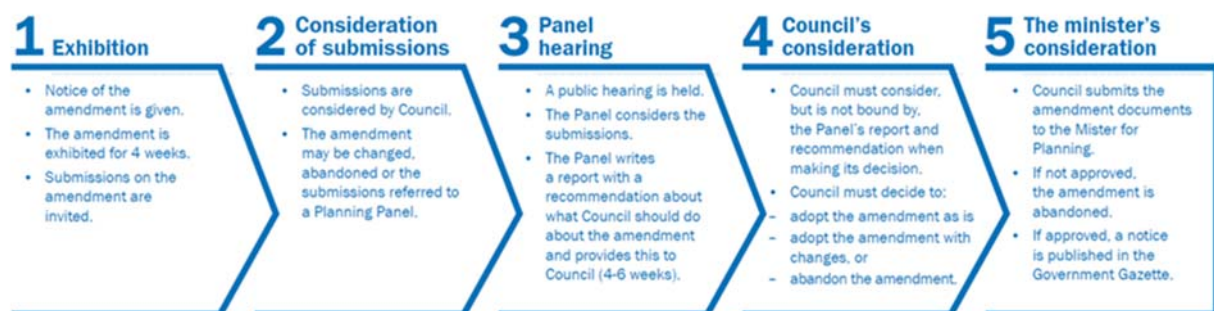 1 Exhibition
• Notice of the
amendment is given.
• The amendment is
exhibited for 4 weeks.
• Submissions on the
amendment are
invited.
2 Consideration
of submissions
• Submissions are
considered by Council.
• The amendment
may be changed,
abandoned or the
submissions referred to
a Planning Panel.
3 Panel
hearing
• A public hearing is held.
• The Panel considers the
submissions.
• The Panel writes
a report with a
recommendation about
what Council should do
about the amendment
and provides this to
Council (4-6 weeks).
4 Council's
consideration
• Council must consider,
but is not bound by,
the Panel's report and
recommendation when
making its decision.
• Council must decide to:
– adopt the amendment as is
– adopt the amendment with
changes, or
– abandon the amendment.
5 The minister's
consideration
• Council submits the
amendment documents
to the Mister for
Planning.
• If not approved,
the amendment is
abandoned.
• If approved, a notice
is published in the
Government Gazette.